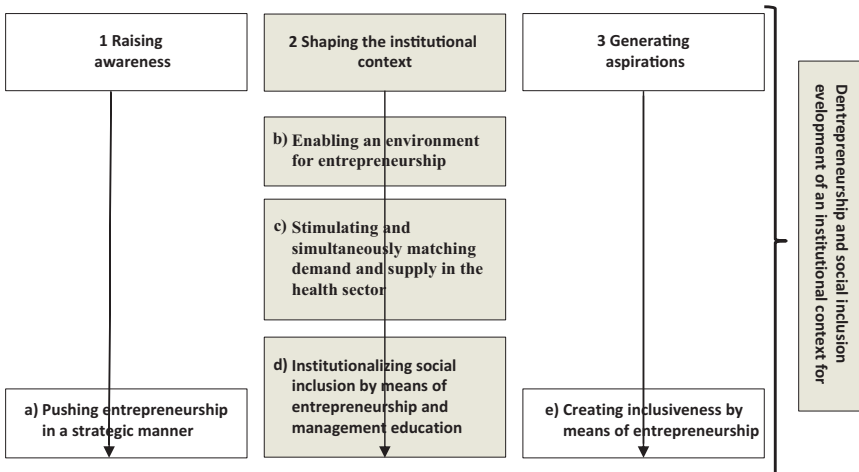 1 Raising
awareness
2 Shaping the institutional
context
3 Generating
aspirations
b) Enabling an environment
for entrepreneurship
c) Stimulating and
simultaneously matching
demand and supply in the
health sector
d) Institutionalizing social
inclusion by means of
entrepreneurship and
management education
a) Pushing entrepreneurship
in a strategic manner
e) Creating inclusiveness by
means of entrepreneurship
Dentrepreneurship and social inclusion
evelopment of an institutional context for